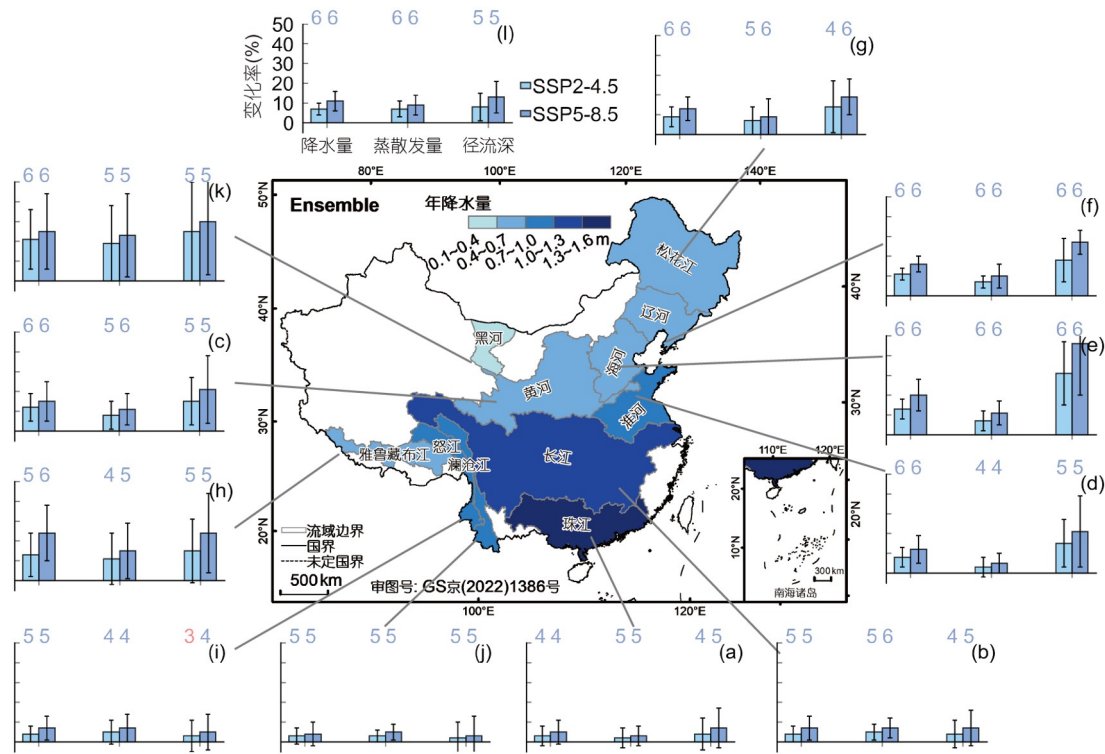 6 6 6 6 5 5
(l)
50
40
30
20
10
0
变化率(%)
SSP2-4.5
SSP5-8.5
降水量 蒸散发量 径流深
6 6 5 6 4 6
(g)
6 6 5 5 5 5
(k)
6 6 5 6 5 5
(c)
6 6 4 5 5 5
(h)
80°E 100°E 120°E 140°E
50°N
40°N
30°N
20°N
Ensemble
年降水量
0.1~0.4
0.4~0.7
0.7~1.0
1.0~1.3
1.3~1.6 m
松花江
辽河
海河
黑河
黄河
淮河
怒江
雅鲁藏布江
澜沧江
长江
珠江
流域边界
国界
未定国界
500 km
审图号: GS京(2022)1386号
40°N
30°N
20°N
10°N
110°E 120°E
20°N
10°N
300 km
南海诸岛
100°E 120°E
6 6 6 6 6 6
(f)
6 6 6 6 6 6
(e)
6 6 4 4 5 5
(d)
5 5 4 4 3 4
(i)
5 5 5 5 5 5
(j)
4 4 5 5 4 5
(a)
5 5 5 6 4 5
(b)